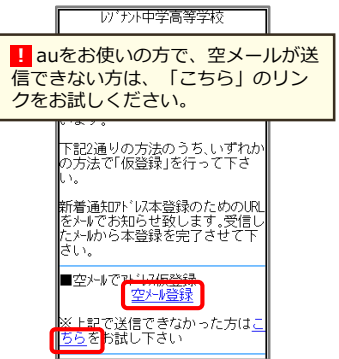 ﾚｼﾞﾅﾝﾄ中学高等学校
! auをお使いの方で、空メールが送
信できない方は、「こちら」のリン
クをお試しください。
います。
下記2通りの方法のうち、いずれか
の方法で「仮登録」を行って下さ
い。
新着通知ｱﾄﾞﾚｽ本登録のためのURL
をﾒｰﾙでお知らせ致します。受信し
たﾒｰﾙから本登録を完了させて下
さい。
■空ﾒｰﾙでｱﾄﾞﾚｽ仮登録
空ﾒｰﾙ登録
※上記で送信できなかった方はこ
ちらをお試し下さい